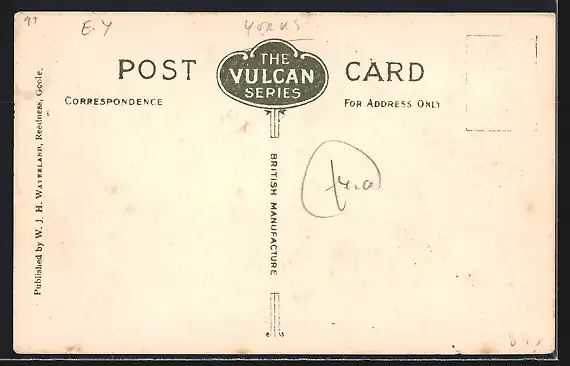 E.Y YORKS
POST CARD
THE
VULCAN
SERIES
CORRESPONDENCE
FOR ADDRESS ONLY
BRITISH MANUFACTURE
Published by W. J. H. WATERLAND, Reedness, Goole.